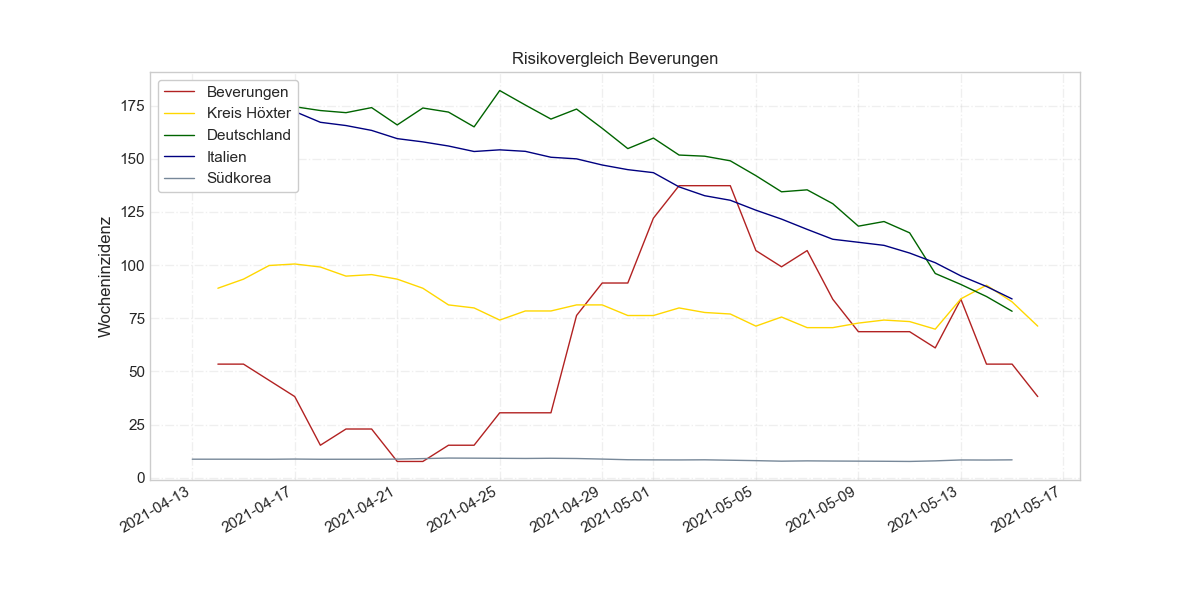 Risikovergleich Beverungen
Beverungen
Kreis Höxter
Deutschland
Italien
Südkorea
Wocheninzidenz
175
150
125
100
75
50
25
0
2021-04-13
2021-04-17
2021-04-21
2021-04-25
2021-04-29
2021-05-01
2021-05-05
2021-05-09
2021-05-13
2021-05-17